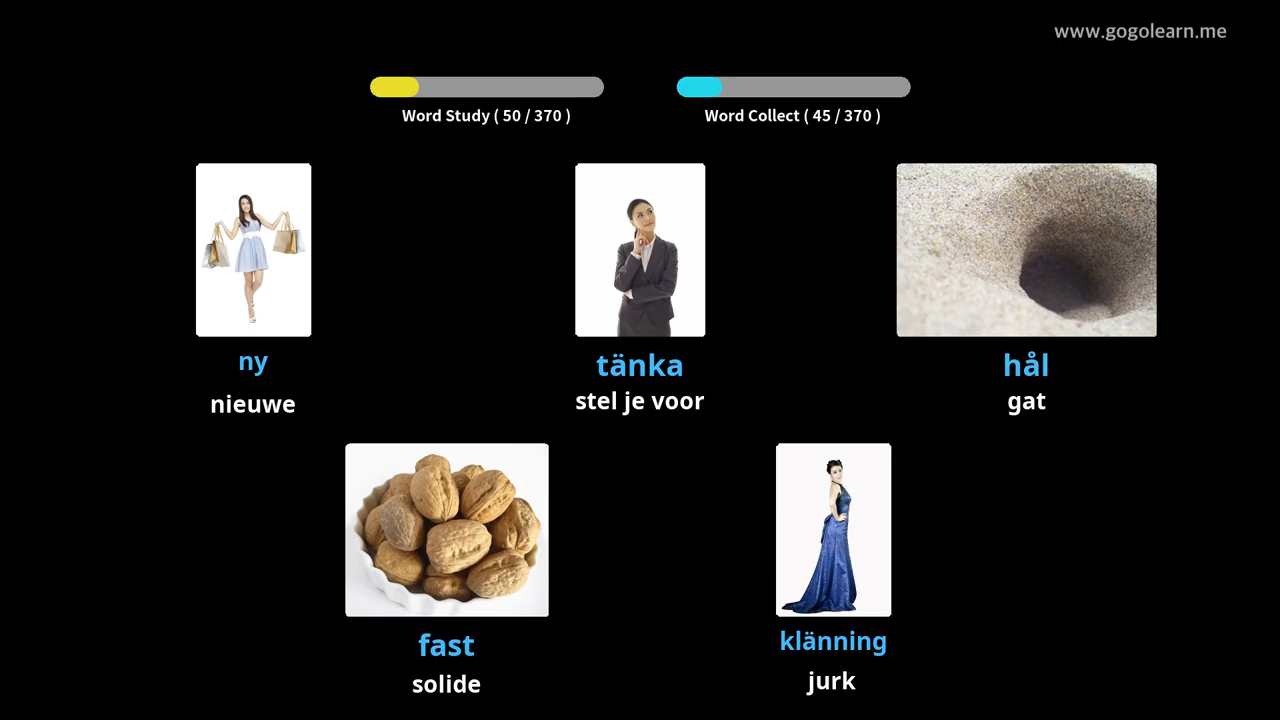 www.gogolearn.me
Word Study ( 50 / 370 )
Word Collect ( 45 / 370 )
ny
nieuwe
tänka
stel je voor
hål
gat
fast
solide
klänning
jurk